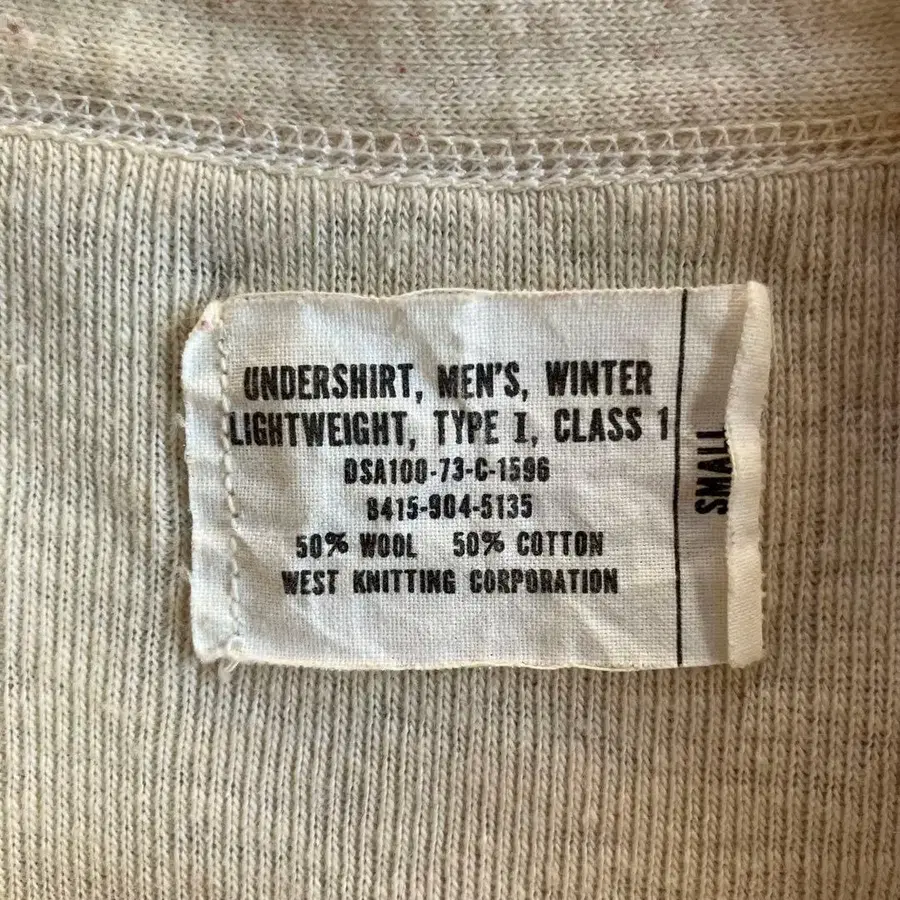 UNDERSHIRT, MEN'S, WINTER
LIGHTWEIGHT, TYPE I, CLASS 1
DSA100-73-C-1596
8415-904-5135
50% WOOL 50% COTTON
WEST KNITTING CORPORATION
SMALL